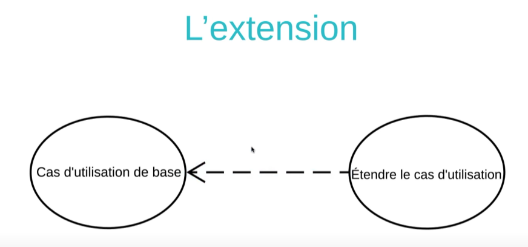 L’extension
Cas d'utilisation de base
Étendre le cas d'utilisation